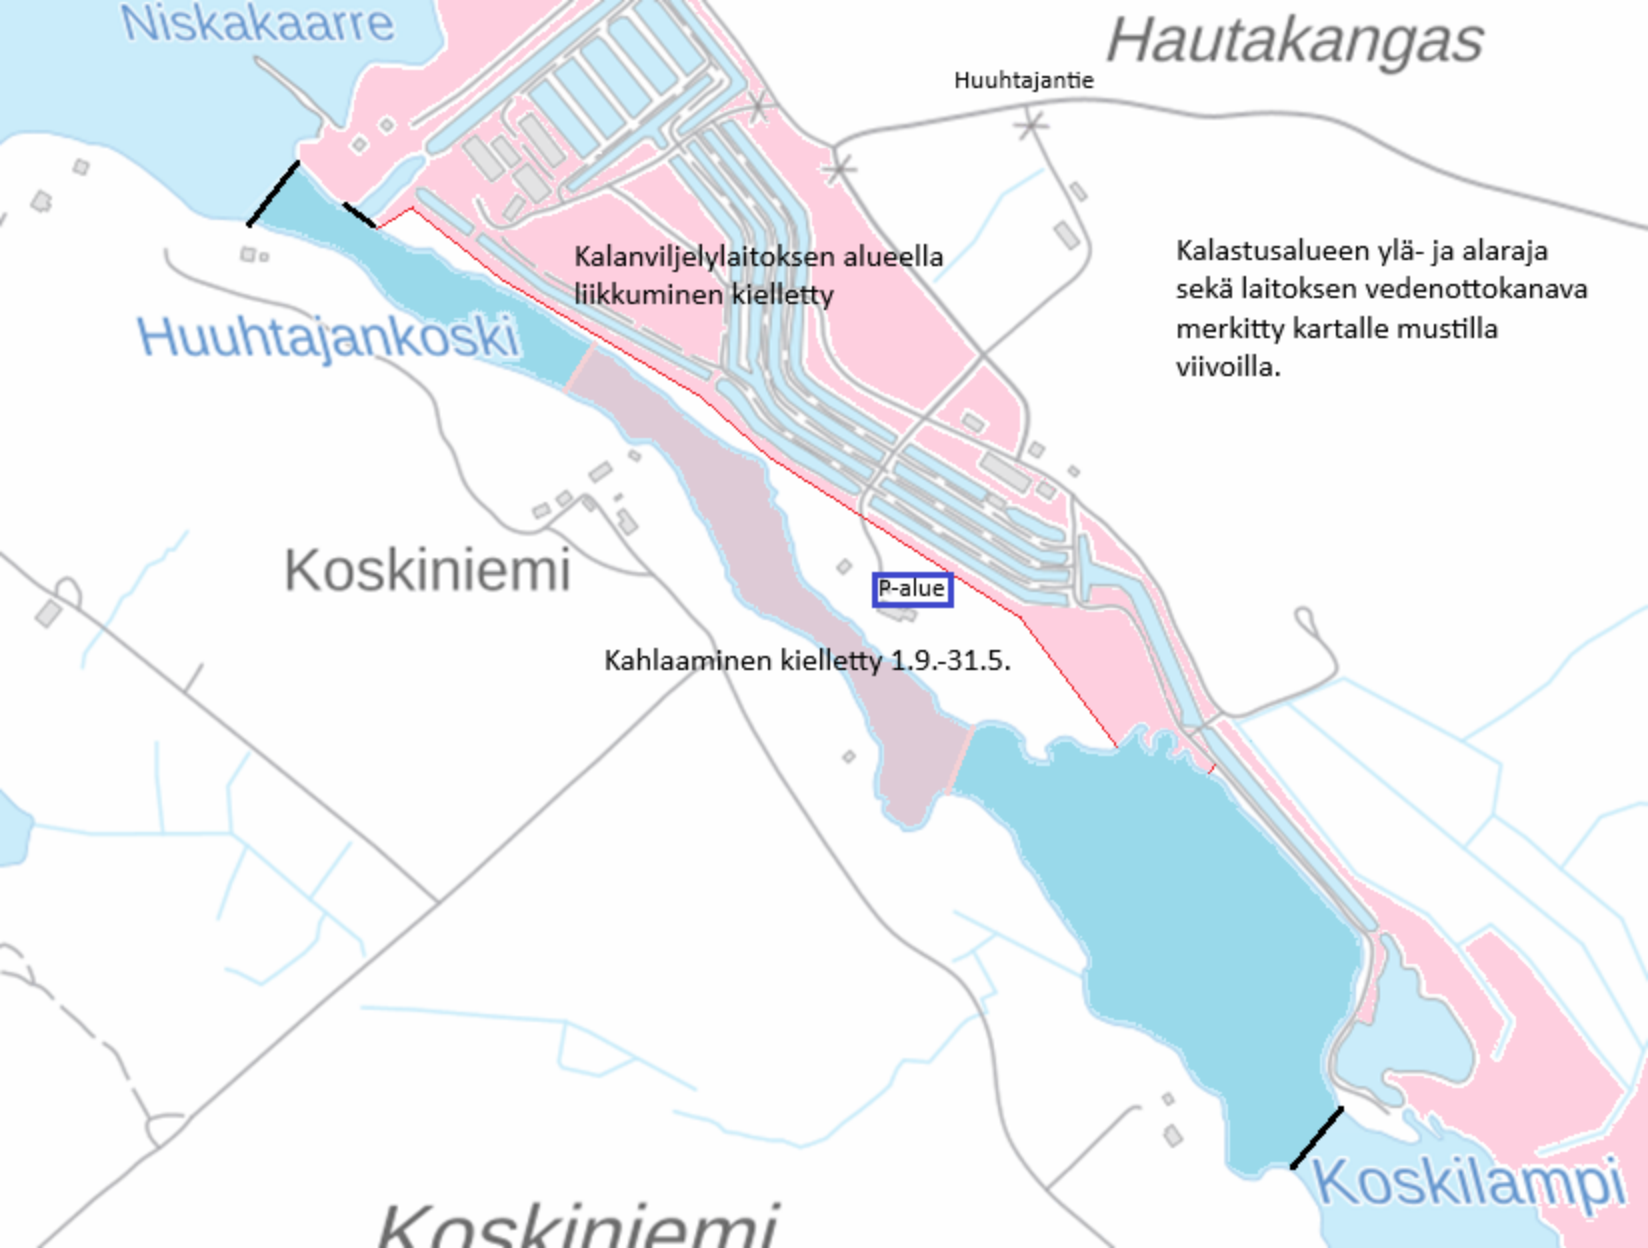 Niskakaarre
Hautakangas
Huuhtajantie
Kalanviljelylaitoksen alueella
liikkuminen kielletty
Kalastusalueen ylä- ja alaraja
sekä laitoksen vedenottokanava
merkitty kartalle mustilla
viivoilla.
Huuhtajankoski
Koskiniemi
P-alue
Kahlaaminen kielletty 1.9.-31.5.
Koskilampi
Koskiniemi